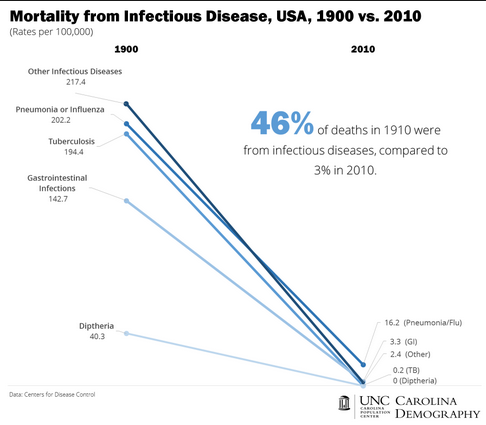 Mortality from Infectious Disease, USA, 1900 vs. 2010
(Rates per 100,000)
1900
2010
Other Infectious Diseases
217.4
Pneumonia or Influenza
202.2
Tuberculosis
194.4
Gastrointestinal
Infections
142.7
Diptheria
40.3
46% of deaths in 1910 were
from infectious diseases, compared to
3% in 2010.
16.2 (Pneumonia/Flu)
3.3 (GI)
2.4 (Other)
0.2 (TB)
0 (Diptheria)
Data: Centers for Disease Control
UNC
CAROLINA
POPULATION
CENTER
CAROLINA
DEMOGRAPHY